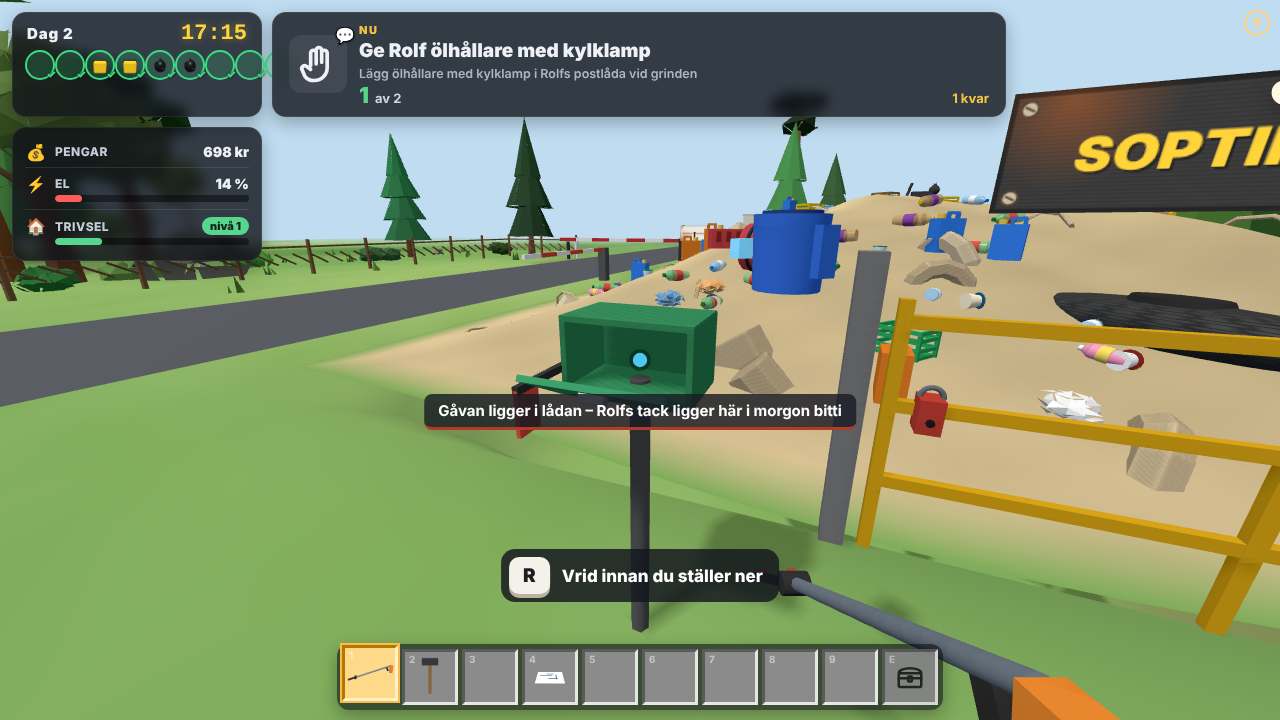 Dag 2
17:15
NU
Ge Rolf ölhållare med kylklamp
Lägg ölhållare med kylklamp i Rolfs postlåda vid grinden
1 av 2
1 kvar
PENGAR
698 kr
EL
14 %
TRIVSEL
nivå 1
Gåvan ligger i lådan – Rolfs tack ligger här i morgon bitti
R
Vrid innan du ställer ner
2
3
4
5
6
7
8
9
E